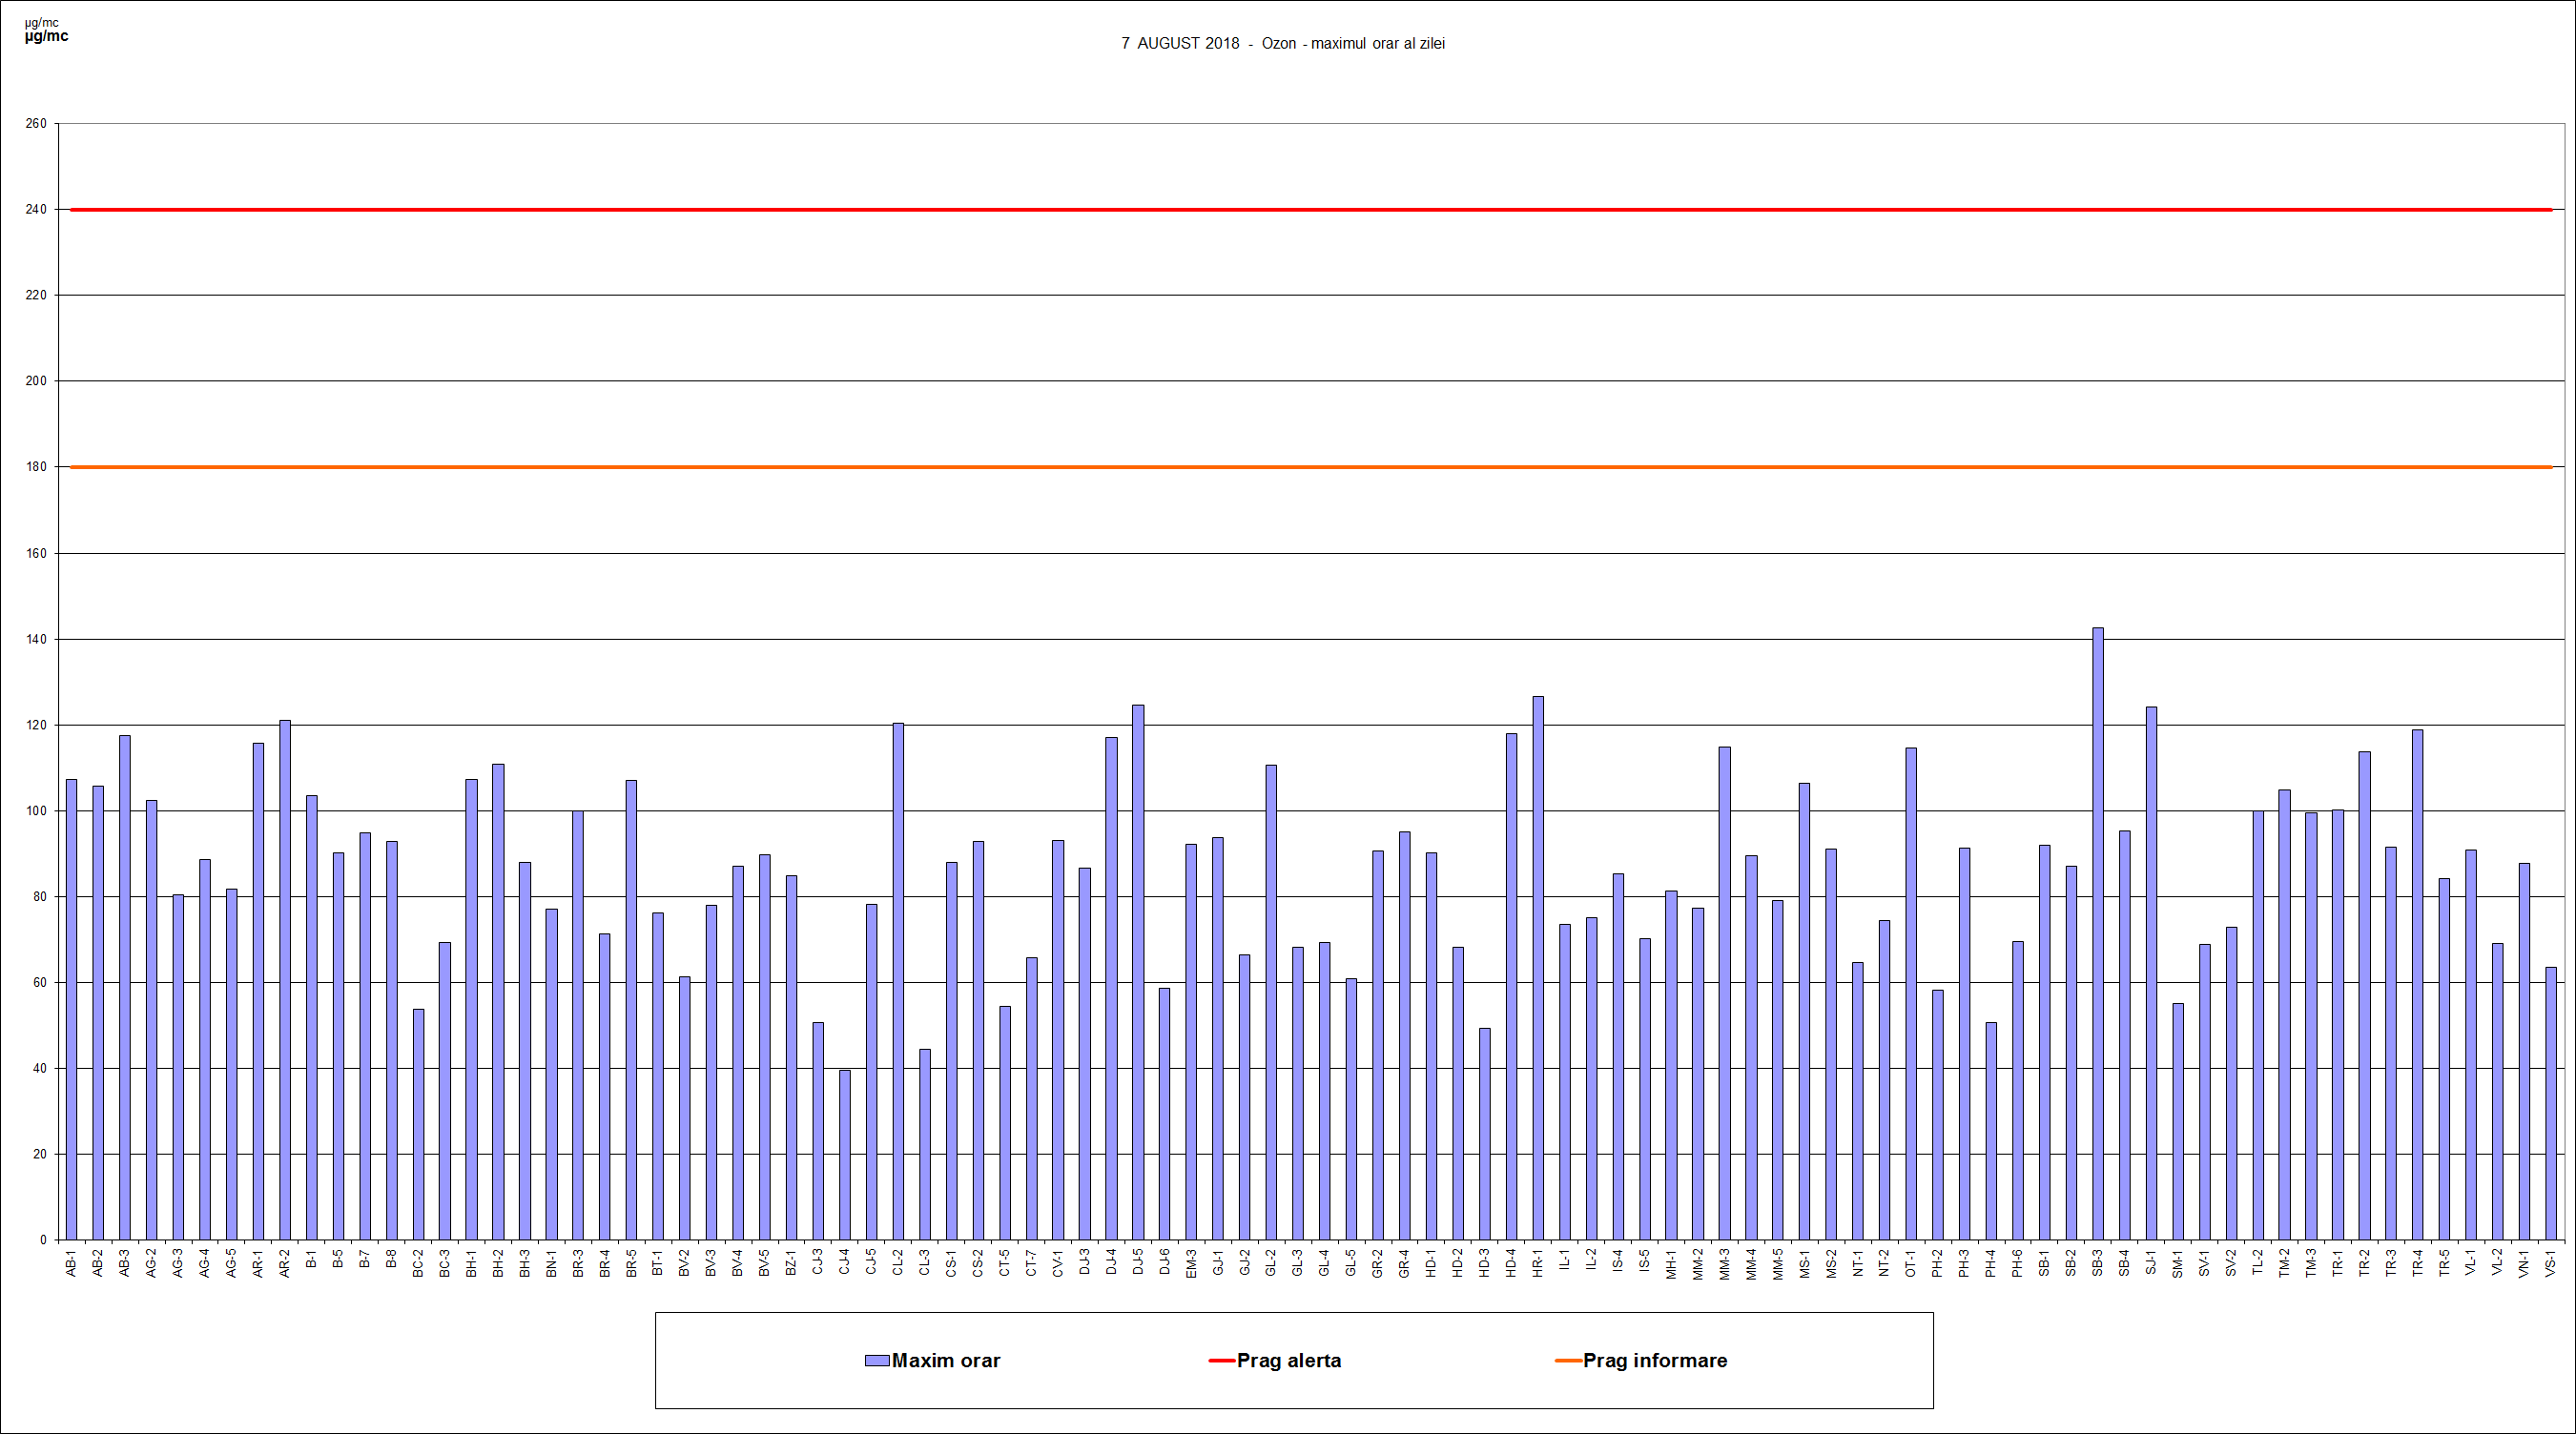 µg/mc
µg/mc
7 AUGUST 2018 - Ozon - maximul orar al zilei
260
240
220
200
180
160
140
120
100
80
60
40
20
0
AB-1 AB-2 AB-3 AG-2 AG-3 AG-4 AG-5 AR-1 AR-2 B-1 B-5 B-7 B-8 BC-2 BC-3 BH-1 BH-2 BH-3 BN-1 BR-3 BR-4 BR-5 BT-1 BV-2 BV-3 BV-4 BV-5 BZ-1 CJ-3 CJ-4 CJ-5 CL-2 CL-3 CS-1 CS-2 CT-5 CT-7 CV-1 DJ-3 DJ-4 DJ-5 DJ-6 EM-3 GJ-1 GJ-2 GL-2 GL-3 GL-4 GL-5 GR-2 GR-4 HD-1 HD-2 HD-3 HD-4 HR-1 IL-1 IL-2 IS-4 IS-5 MH-1 MM-2 MM-3 MM-4 MM-5 MS-1 MS-2 NT-1 NT-2 OT-1 PH-2 PH-3 PH-4 PH-6 SB-1 SB-2 SB-3 SB-4 SJ-1 SM-1 SV-1 SV-2 TL-2 TM-2 TM-3 TR-1 TR-2 TR-3 TR-4 TR-5 VL-1 VL-2 VN-1 VS-1
Maxim orar Prag alerta Prag informare